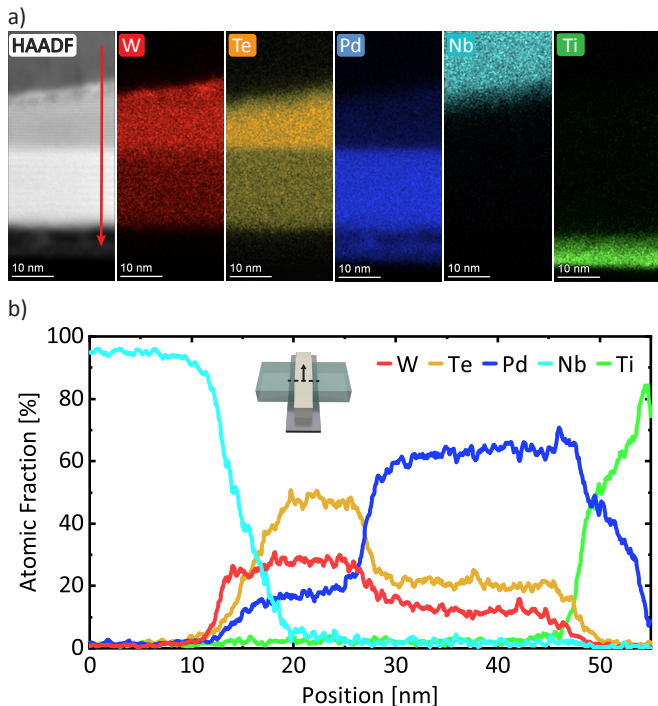 a)
HAADF W Te Pd Nb Ti
10 nm 10 nm 10 nm 10 nm 10 nm 10 nm
b)
100
80
60
40
20
0
Atomic Fraction [%]
W Te Pd Nb Ti
0 10 20 30 40 50
Position [nm]